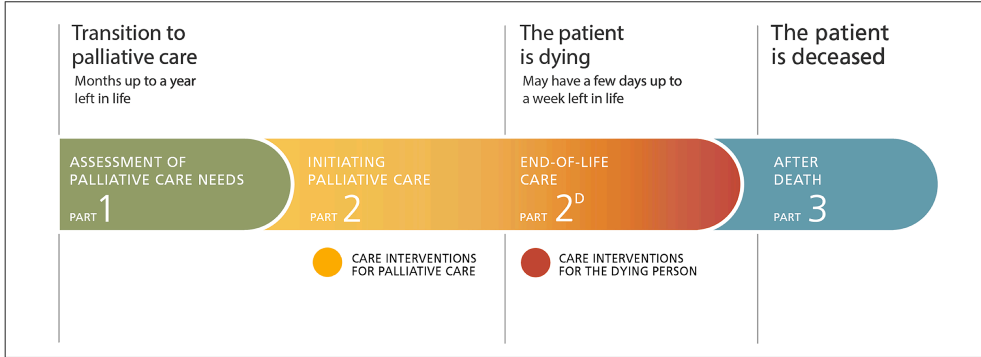 Transition to
palliative care
Months up to a year
left in life
The patient
is dying
May have a few days up to
a week left in life
The patient
is deceased
ASSESSMENT OF
PALLIATIVE CARE NEEDS
PART 1
INITIATING
PALLIATIVE CARE
PART 2
END-OF-LIFE
CARE
PART 2D
AFTER
DEATH
PART 3
CARE INTERVENTIONS
FOR PALLIATIVE CARE
CARE INTERVENTIONS
FOR THE DYING PERSON